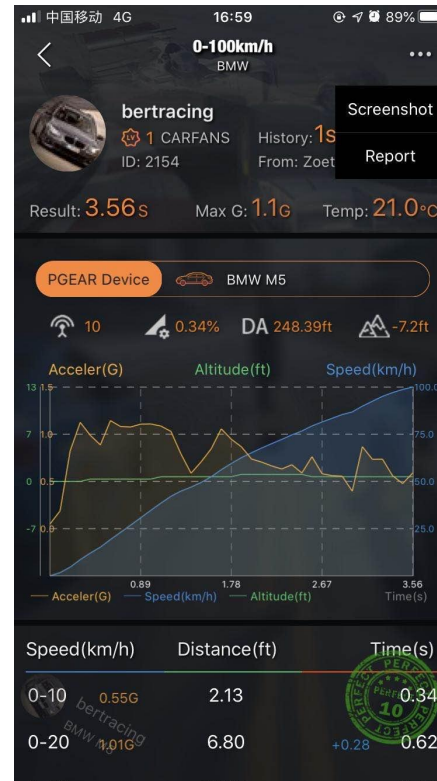 中国移动 4G 16:59 89%
0-100km/h
BMW
bertracing
LV 1 CARFANS History: 1s
ID: 2154 From: Zoet
Screenshot
Report
Result: 3.56s Max G: 1.1G Temp: 21.0°C
PGEAR Device BMW M5
10 0.34% DA 248.39ft -7.2ft
Acceler(G) Altitude(ft) Speed(km/h)
13 1.5 100.0
7 1.0 75.0
0 0.5 50.0
-7 0.0 25.0
0.89 1.78 2.67 3.56
Acceler(G) Speed(km/h) Altitude(ft) Time(s)
Speed(km/h) Distance(ft) Time(s)
0-10 0.55G 2.13 0.34
0-20 1.01G 6.80 +0.28 0.62
bertracing
BMW M5
PERFECT
10